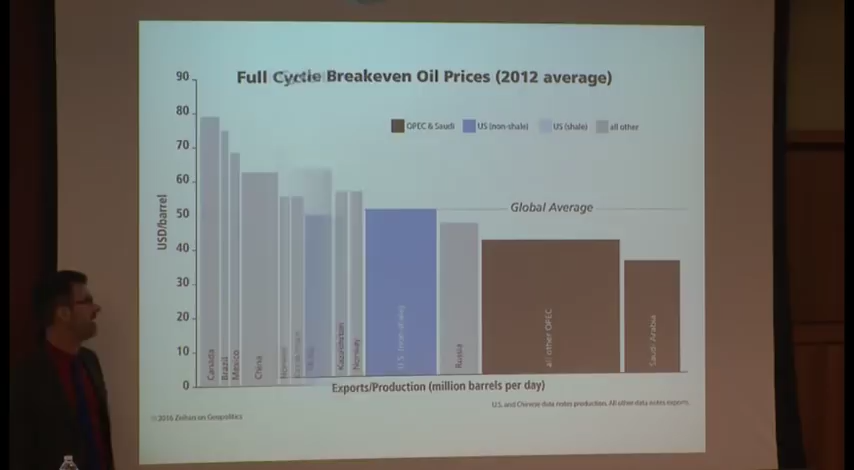 Full Cycle Breakeven Oil Prices (2012 average)
OPEC & Saudi
US (non-shale)
US (shale)
all other
90
80
70
60
50
40
30
20
10
0
USD/barrel
Global Average
Canada
Brazil
Mexico
China
Kazakhstan
Norway
Russia
all other OPEC
Saudi Arabia
Exports/Production (million barrels per day)
U.S. and Chinese data notes production. All other data notes exports.
©2016 Zeihan on Geopolitics